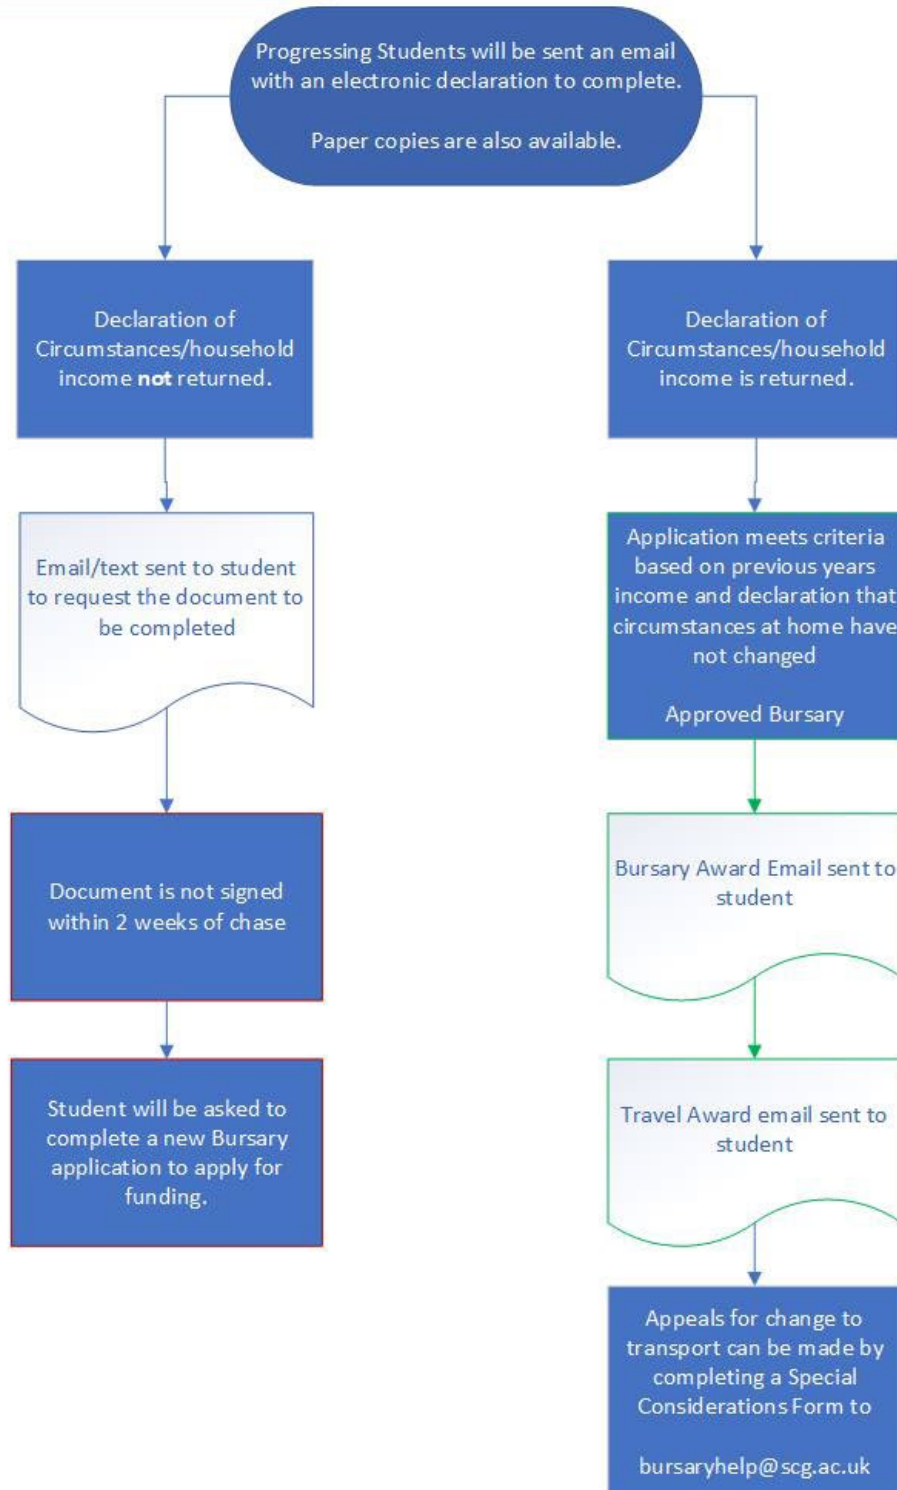 Progressing Students will be sent an email
with an electronic declaration to complete.
Paper copies are also available.
Declaration of
Circumstances/household
income not returned.
Email/text sent to student
to request the document to
be completed
Document is not signed
within 2 weeks of chase
Student will be asked to
complete a new Bursary
application to apply for
funding.
Declaration of
Circumstances/household
income is returned.
Application meets criteria
based on previous years
income and declaration that
circumstances at home have
not changed
Approved Bursary
Bursary Award Email sent to
student
Travel Award email sent to
student
Appeals for change to
transport can be made by
completing a Special
Considerations Form to
bursaryhelp@scg.ac.uk